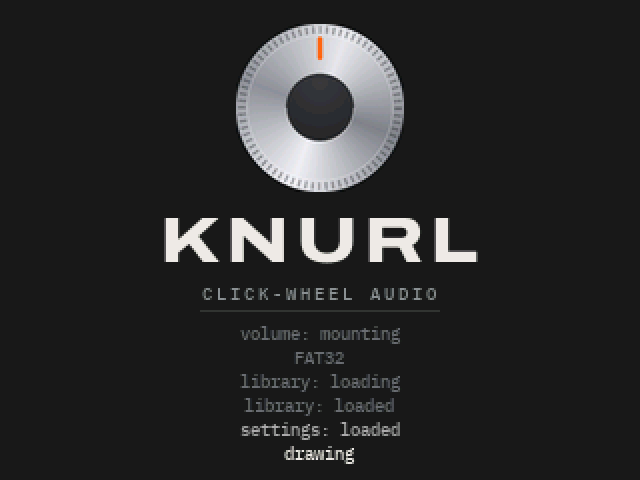 KNURL
CLICK-WHEEL AUDIO
volume: mounting
FAT32
library: loading
library: loaded
settings: loaded
drawing